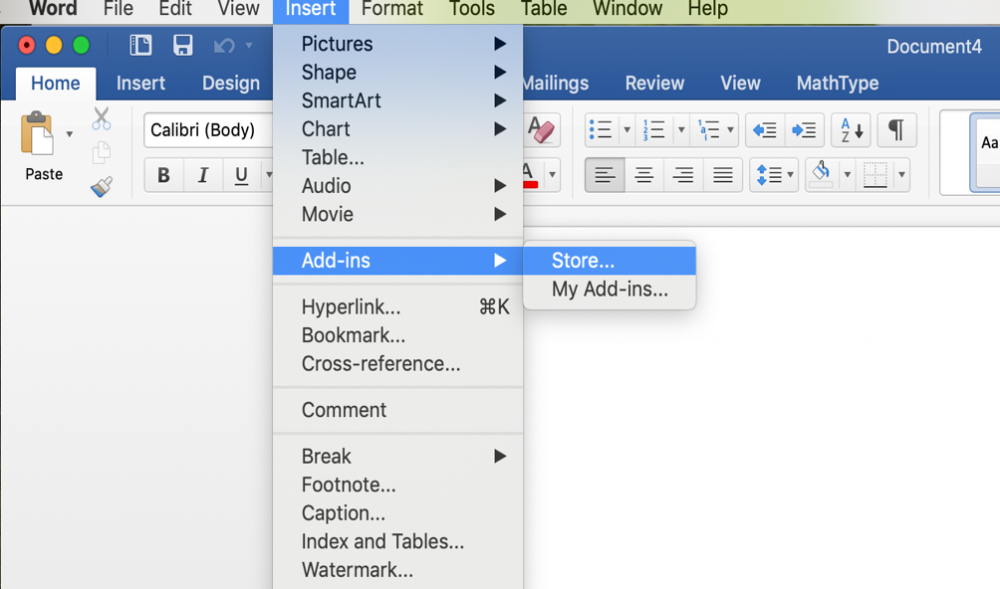 Word File Edit View Insert Format Tools Table Window Help
Document4
Home Insert Design Mailings Review View MathType
Paste
Calibri (Body)
B I U
A
A
A
Z
¶
Aa
Pictures
Shape
SmartArt
Chart
Table...
Audio
Movie
Add-ins
Store...
My Add-ins...
Hyperlink... ⌘K
Bookmark...
Cross-reference...
Comment
Break
Footnote...
Caption...
Index and Tables...
Watermark...